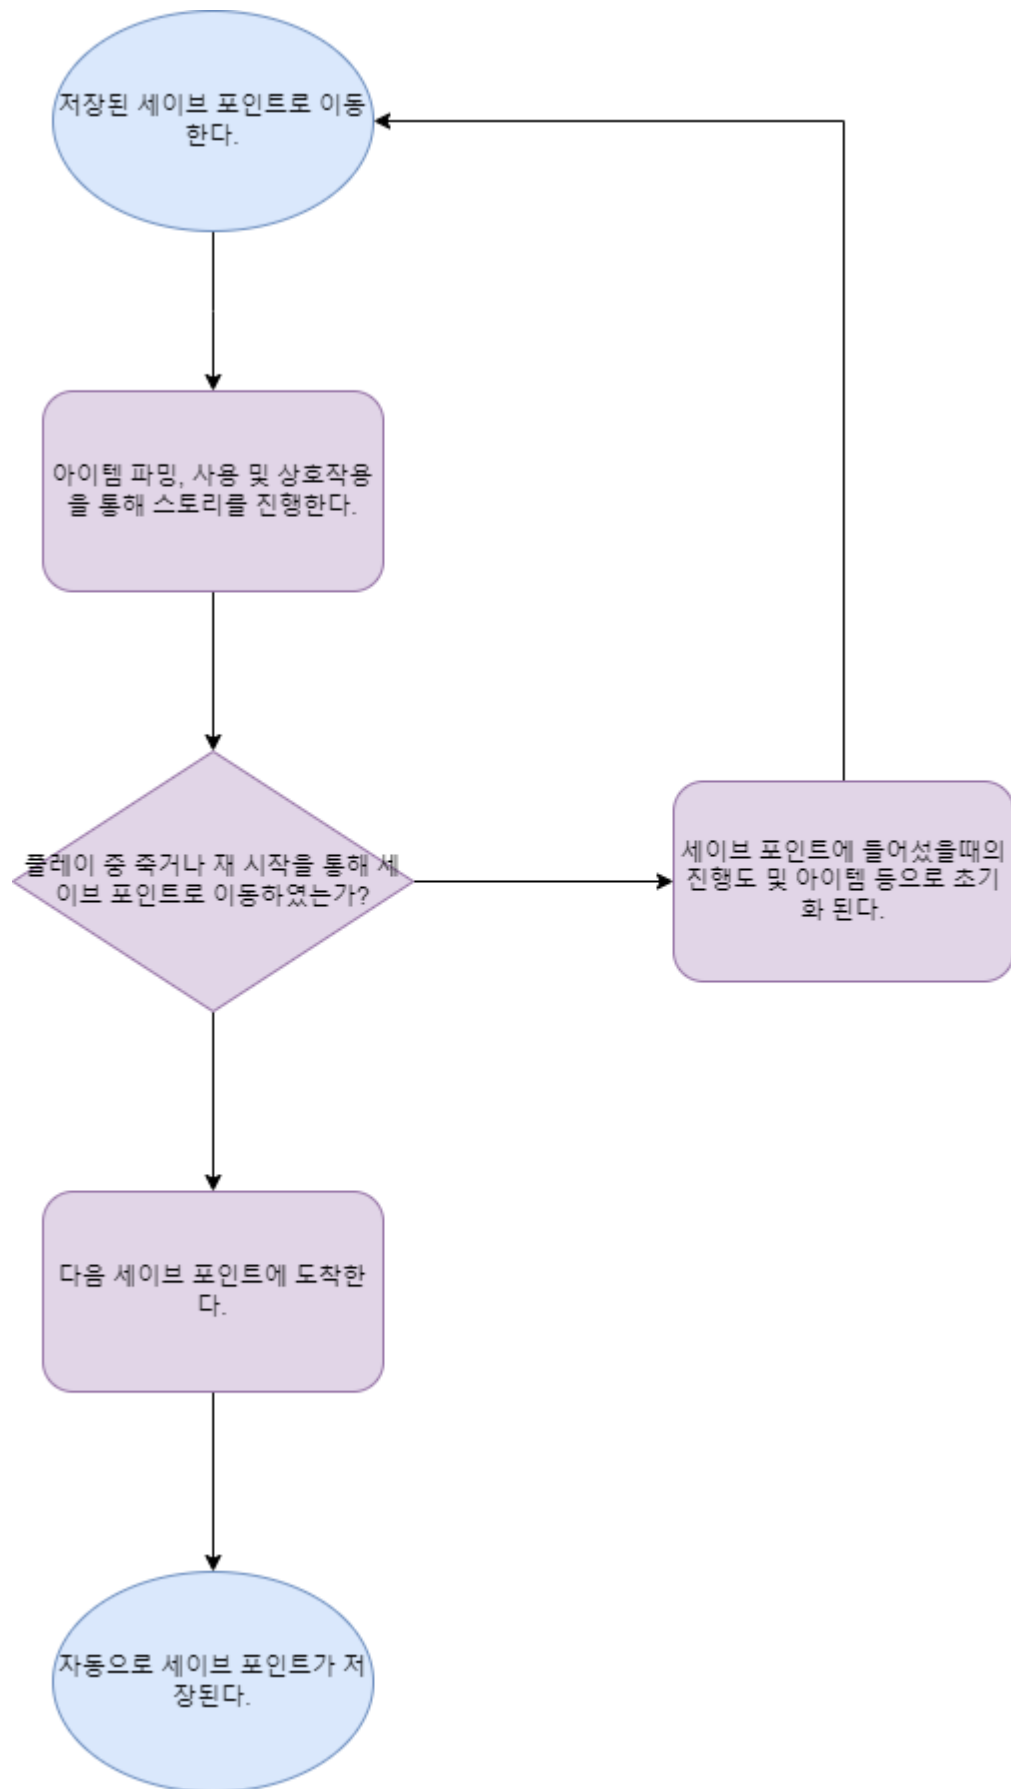 저장된 세이브 포인트로 이동
한다.
아이템 파밍, 사용 및 상호작용
을 통해 스토리를 진행한다.
플레이 중 죽거나 재 시작을 통해 세
이브 포인트로 이동하였는가?
세이브 포인트에 들어섰을때의
진행도 및 아이템 등으로 초기
화 된다.
다음 세이브 포인트에 도착한
다.
자동으로 세이브 포인트가 저
장된다.